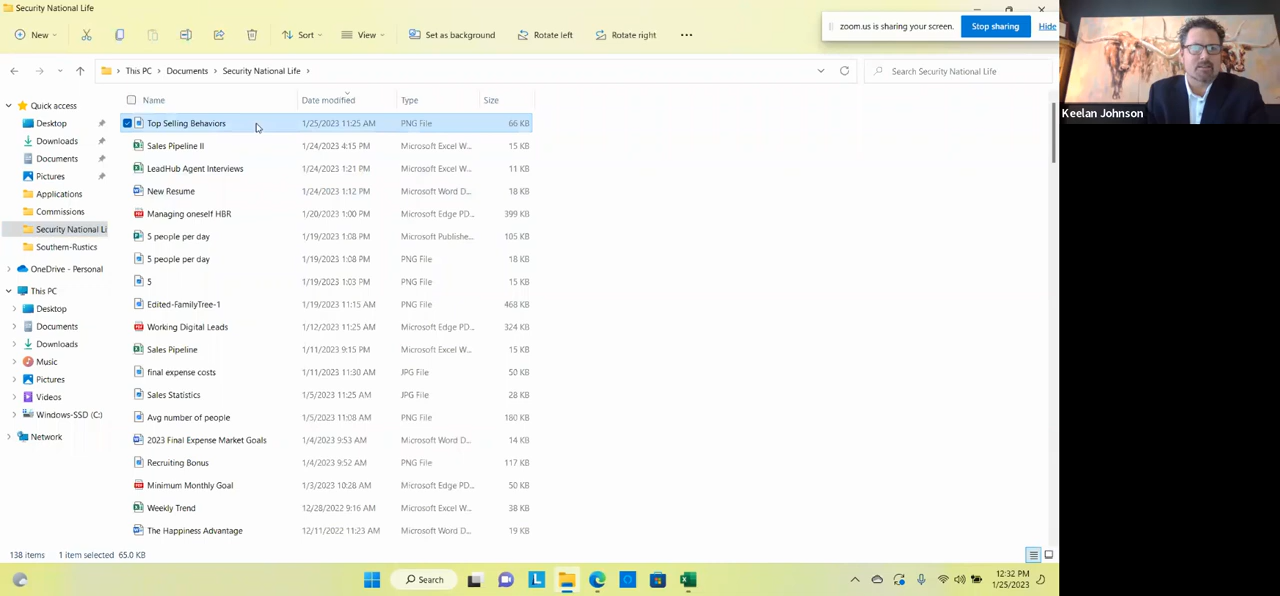 Security National Life
New
Sort
View
Set as background
Rotate left
Rotate right
zoom.us is sharing your screen.
Stop sharing
Hide
This PC
Documents
Security National Life
Search Security National Life
Name
Date modified
Type
Size
Quick access
Desktop
Downloads
Documents
Pictures
Applications
Commissions
Security National Li
Southern-Rustics
OneDrive - Personal
This PC
Desktop
Documents
Downloads
Music
Pictures
Videos
Windows-SSD (C:)
Network
Top Selling Behaviors 1/25/2023 11:25 AM PNG File 66 KB
Sales Pipeline II 1/24/2023 4:15 PM Microsoft Excel W... 15 KB
LeadHub Agent Interviews 1/24/2023 1:21 PM Microsoft Excel W... 11 KB
New Resume 1/24/2023 1:12 PM Microsoft Word D... 18 KB
Managing oneself HBR 1/20/2023 1:00 PM Microsoft Edge PD... 399 KB
5 people per day 1/19/2023 1:08 PM Microsoft Publishe... 105 KB
5 people per day 1/19/2023 1:08 PM PNG File 18 KB
5 1/19/2023 1:03 PM PNG File 15 KB
Edited-FamilyTree-1 1/19/2023 11:15 AM PNG File 468 KB
Working Digital Leads 1/12/2023 11:25 AM Microsoft Edge PD... 324 KB
Sales Pipeline 1/11/2023 9:15 PM Microsoft Excel W... 15 KB
final expense costs 1/11/2023 11:30 AM JPG File 50 KB
Sales Statistics 1/5/2023 11:25 AM JPG File 28 KB
Avg number of people 1/5/2023 11:08 AM PNG File 180 KB
2023 Final Expense Market Goals 1/4/2023 9:53 AM Microsoft Word D... 14 KB
Recruiting Bonus 1/4/2023 9:52 AM PNG File 117 KB
Minimum Monthly Goal 1/3/2023 10:28 AM Microsoft Edge PD... 50 KB
Weekly Trend 12/28/2022 9:16 AM Microsoft Excel W... 38 KB
The Happiness Advantage 12/11/2022 11:23 AM Microsoft Word D... 19 KB
138 items 1 item selected 65.0 KB
Search
12:32 PM
1/25/2023
Keelan Johnson